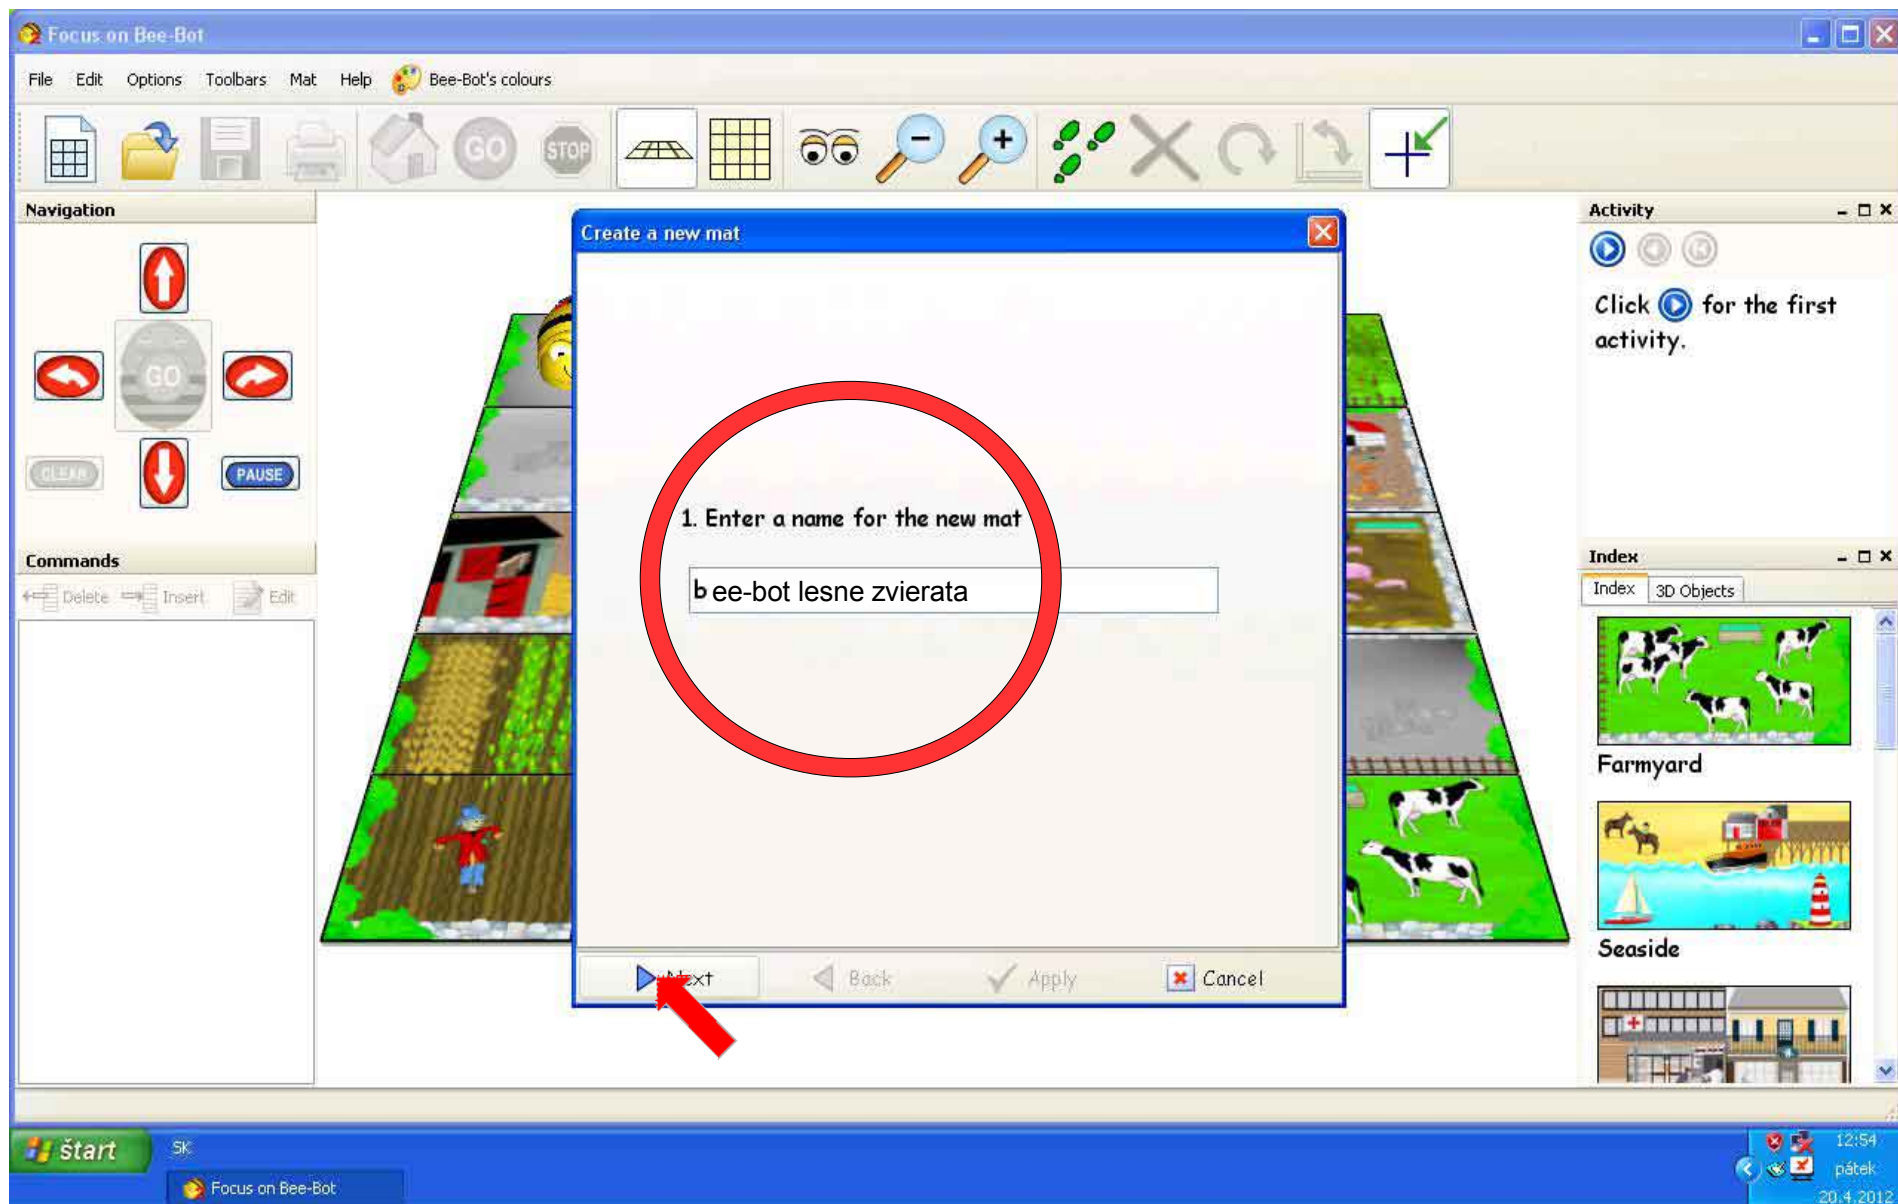 Focus on Bee-Bot
File Edit Options Toolbars Mat Help Bee-Bot's colours
GO STOP
Navigation
GO
CLEAR PAUSE
Commands
Delete Insert Edit
Create a new mat
1. Enter a name for the new mat
bee-bot lesne zvierata
Next Back Apply Cancel
Activity
Click for the first
activity.
Index
Index 3D Objects
Farmyard
Seaside
štart SK 12:54
Focus on Bee-Bot pátek
20.4.2012